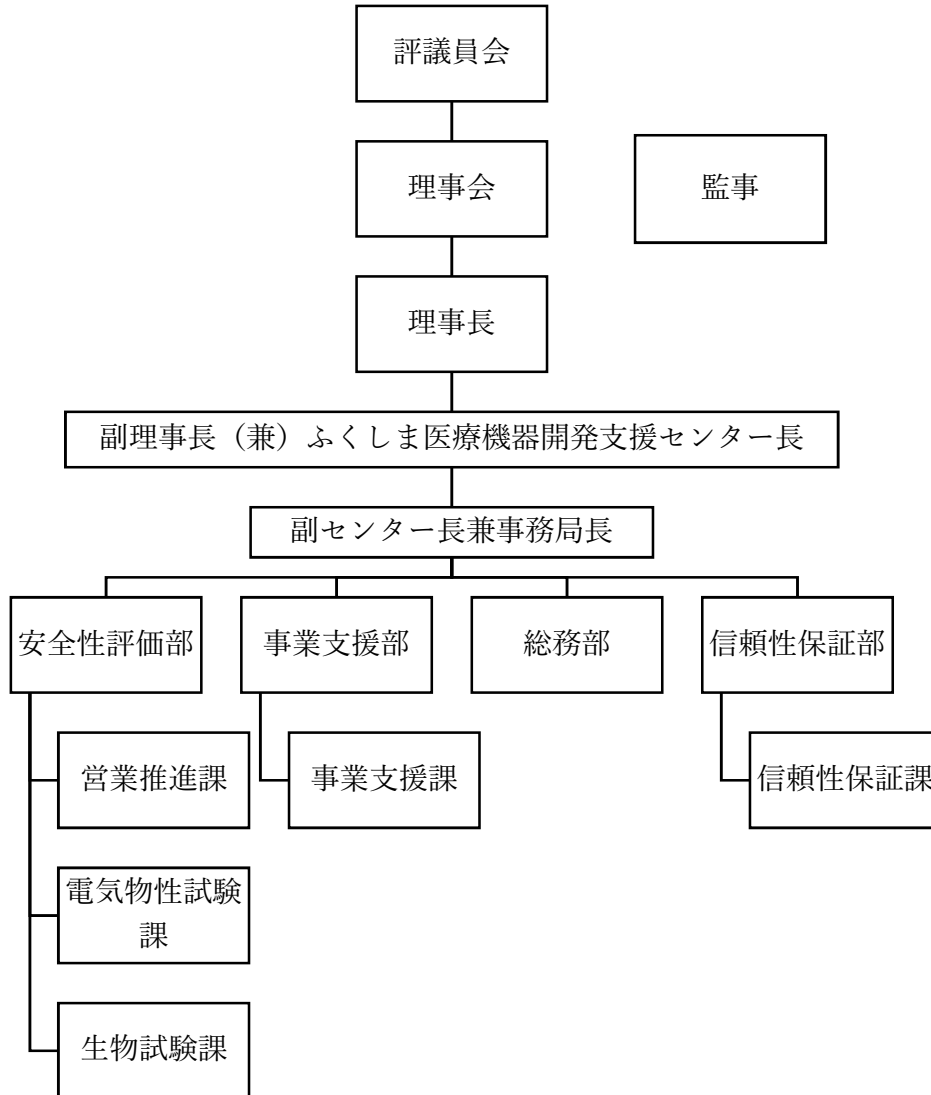 評議員会
理事会
監事
理事長
副理事長（兼）ふくしま医療機器開発支援センター長
副センター長兼事務局長
安全性評価部
事業支援部
総務部
信頼性保証部
営業推進課
事業支援課
信頼性保証課
電気物性試験
課
生物試験課